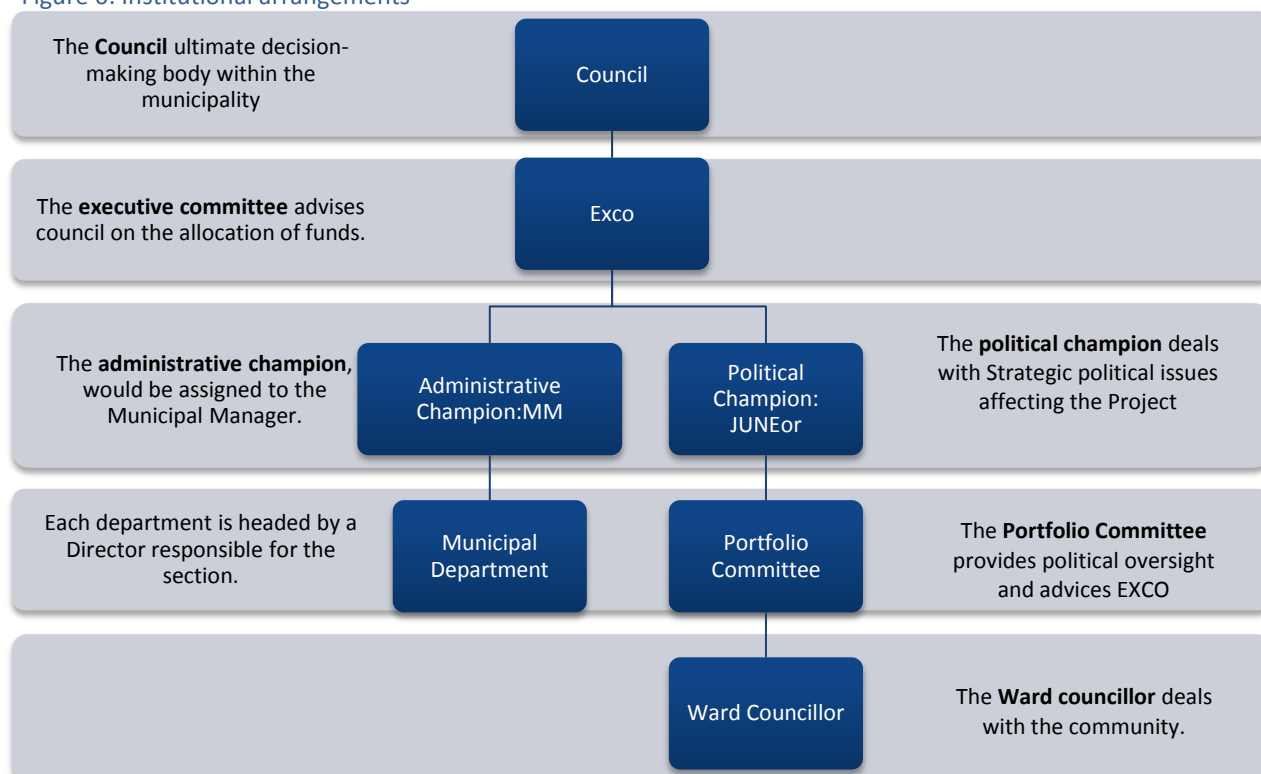 Figure 6: Institutional arrangements
The Council ultimate decision-
making body within the
municipality
Council
The executive committee advises
council on the allocation of funds.
Exco
The administrative champion,
would be assigned to the
Municipal Manager.
Administrative
Champion:MM
Political
Champion:
JUNEor
The political champion deals
with Strategic political issues
affecting the Project
Each department is headed by a
Director responsible for the
section.
Municipal
Department
Portfolio
Committee
The Portfolio Committee
provides political oversight
and advices EXCO
Ward Councillor
The Ward councillor deals
with the community.